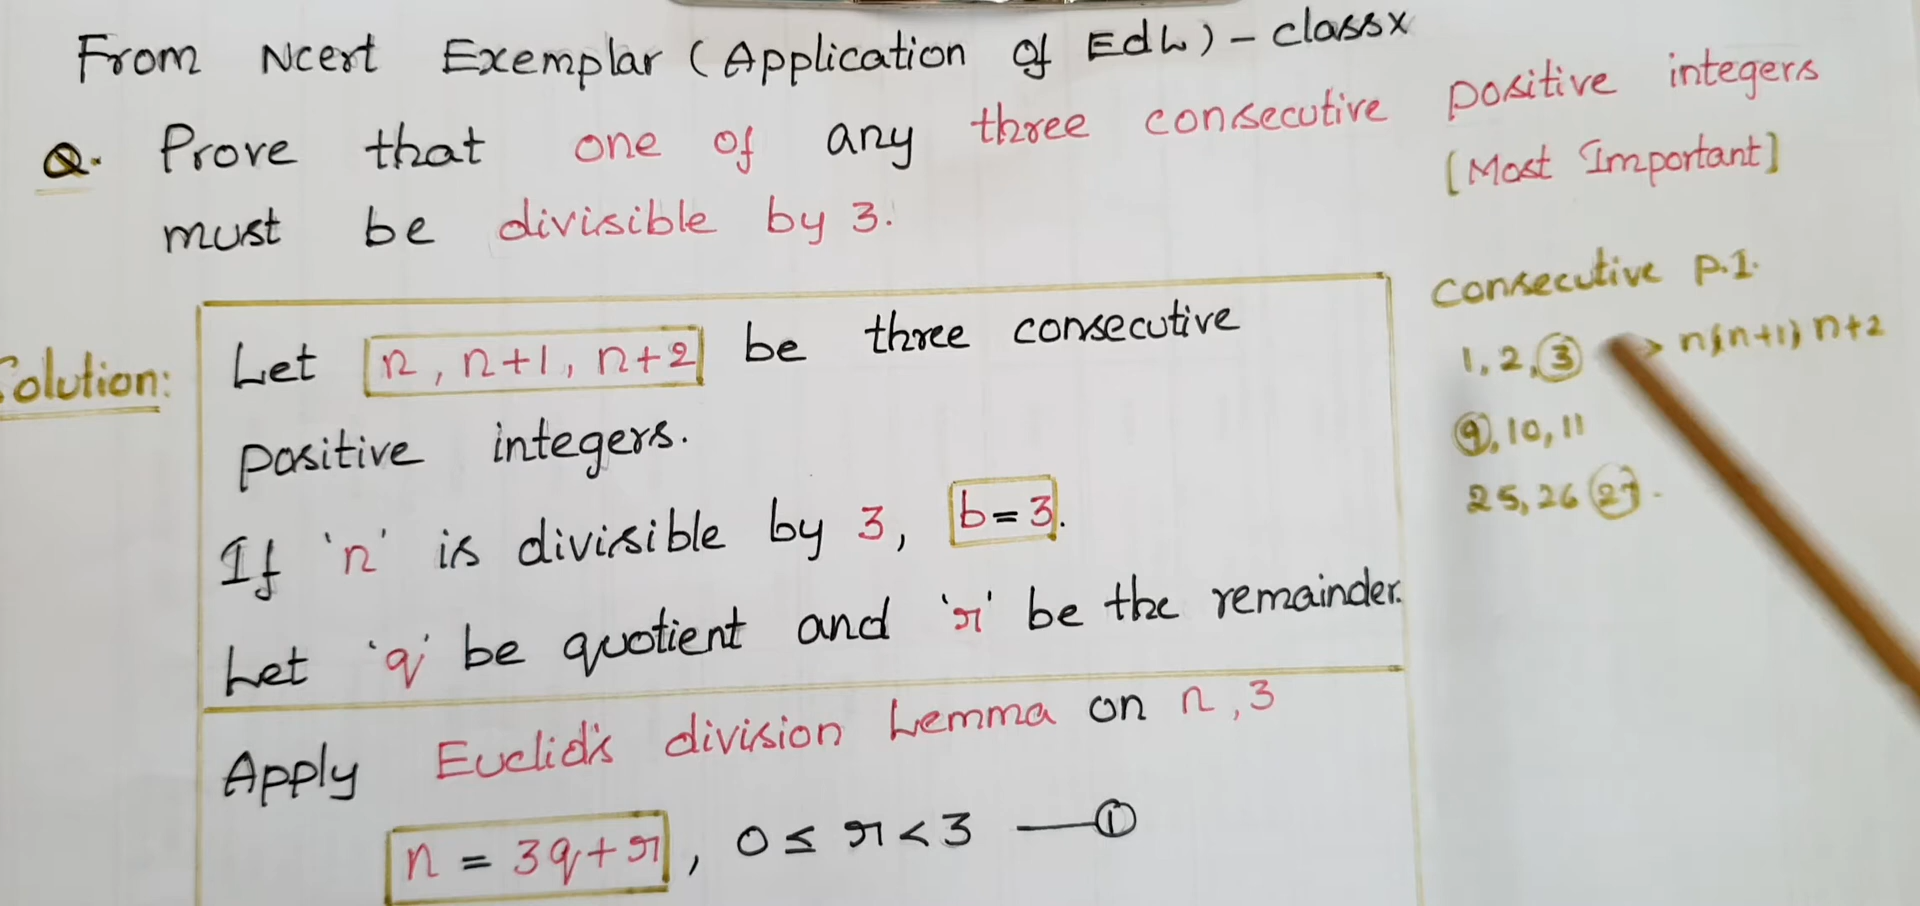 From Ncert Exemplar (Application of EdL) - class X
Q. Prove that one of any three consecutive positive integers
[Most Important]
must be divisible by 3.
Consecutive P.I.
1, 2, 3 → n, n+1, n+2
9, 10, 11
25, 26 27.
Solution:
Let n, n+1, n+2 be three consecutive
positive integers.
If 'n' is divisible by 3, b=3.
Let 'q' be quotient and 'r' be the remainder.
Apply Euclid's division Lemma on n, 3
n = 3q+r, 0 ≤ r < 3 — ①